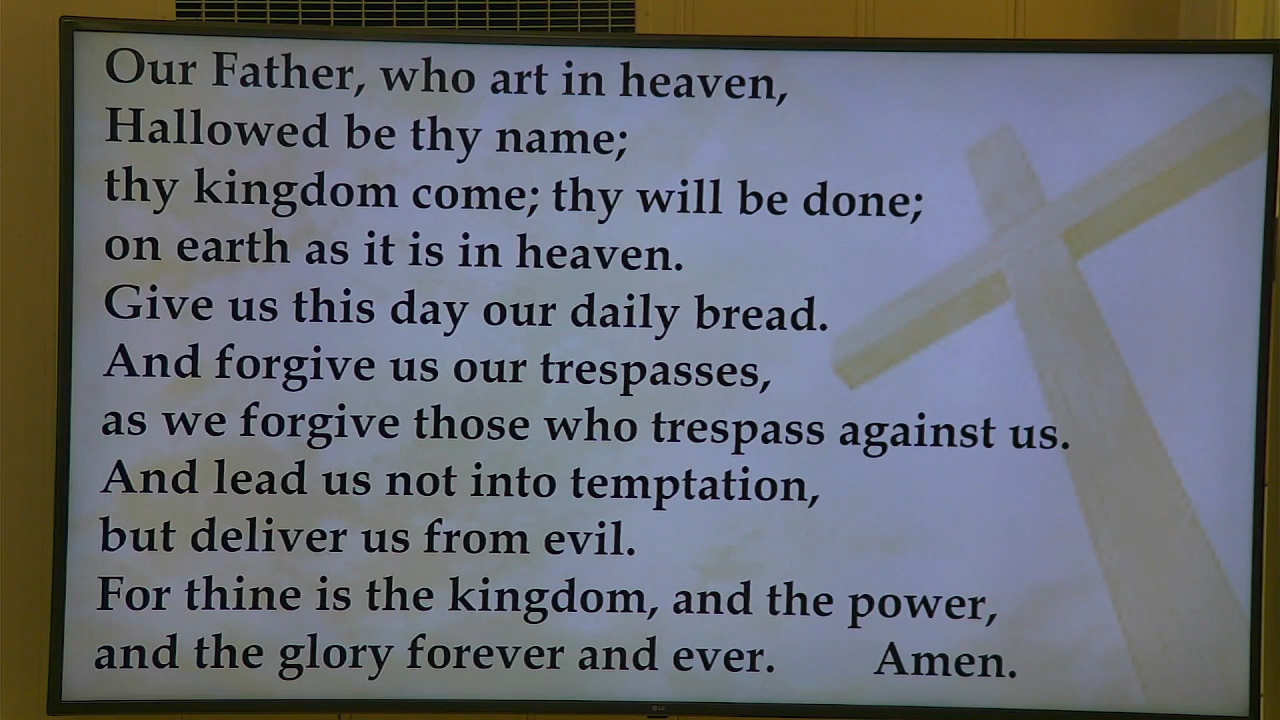 Our Father, who art in heaven,
Hallowed be thy name;
thy kingdom come; thy will be done;
on earth as it is in heaven.
Give us this day our daily bread.
And forgive us our trespasses,
as we forgive those who trespass against us.
And lead us not into temptation,
but deliver us from evil.
For thine is the kingdom, and the power,
and the glory forever and ever. Amen.
LG